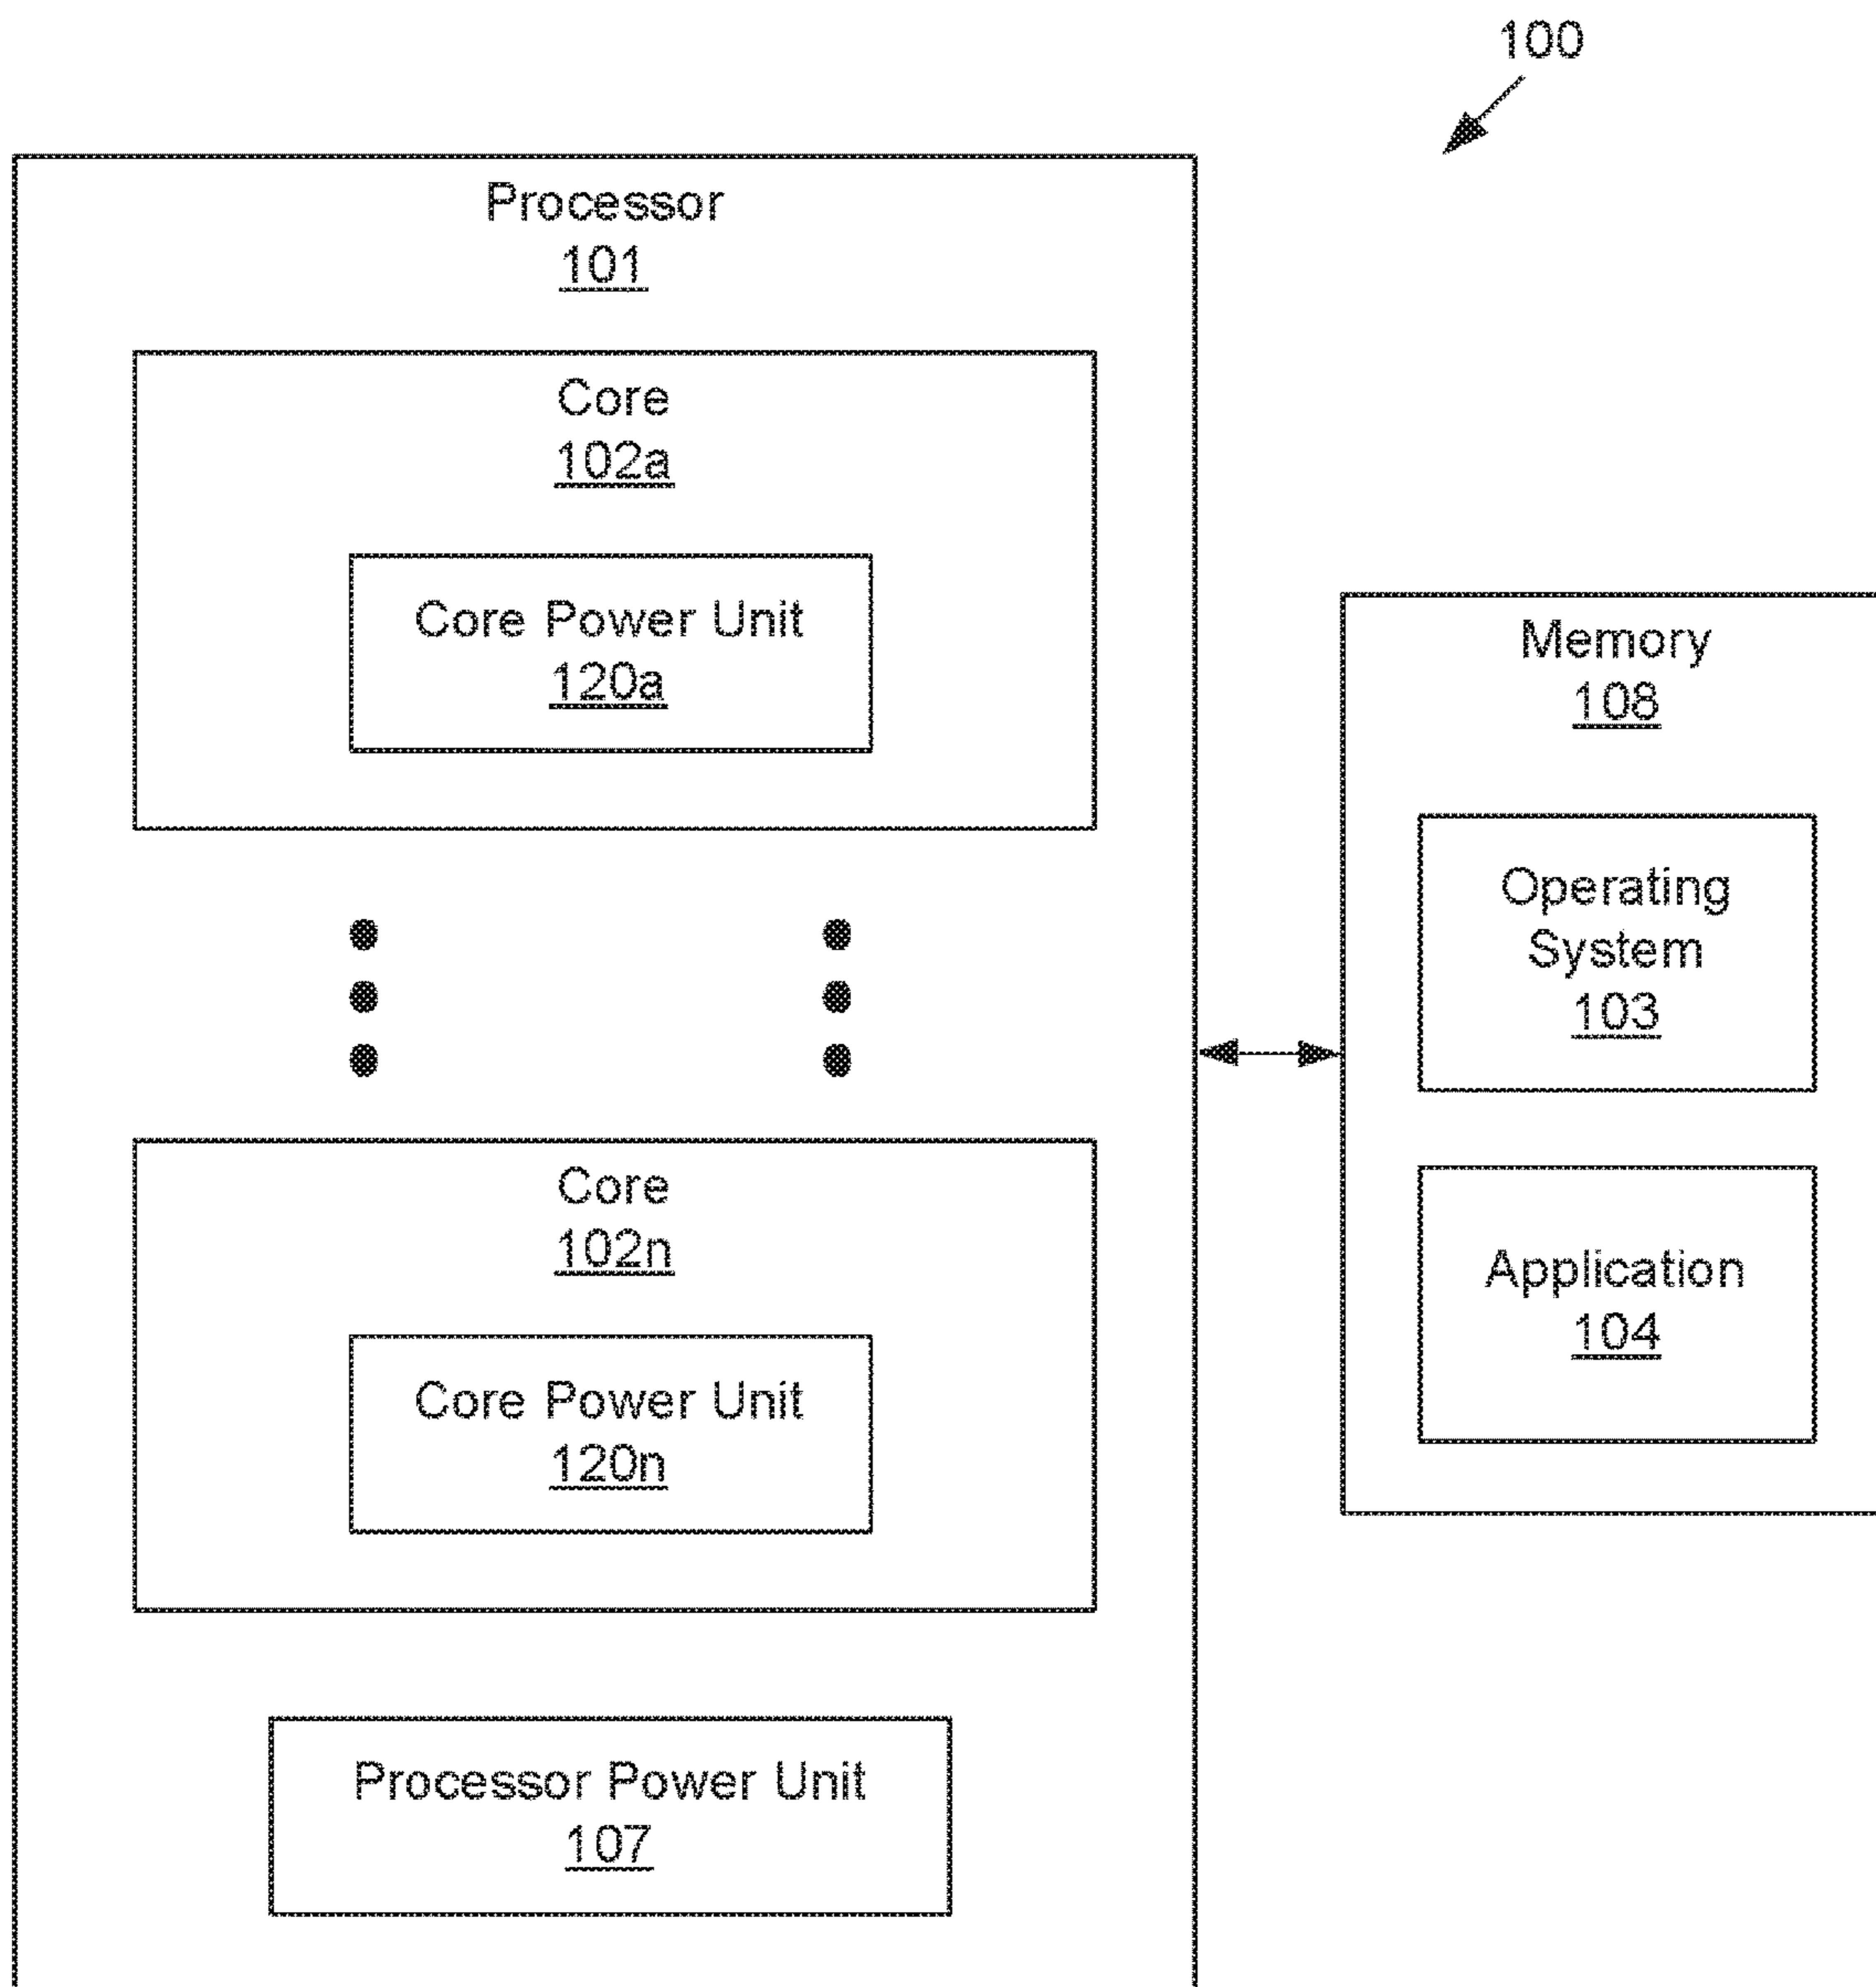 100
Processor
101
Core
102a
Core Power Unit
120a
Core
102n
Core Power Unit
120n
Processor Power Unit
107
Memory
108
Operating
System
103
Application
104